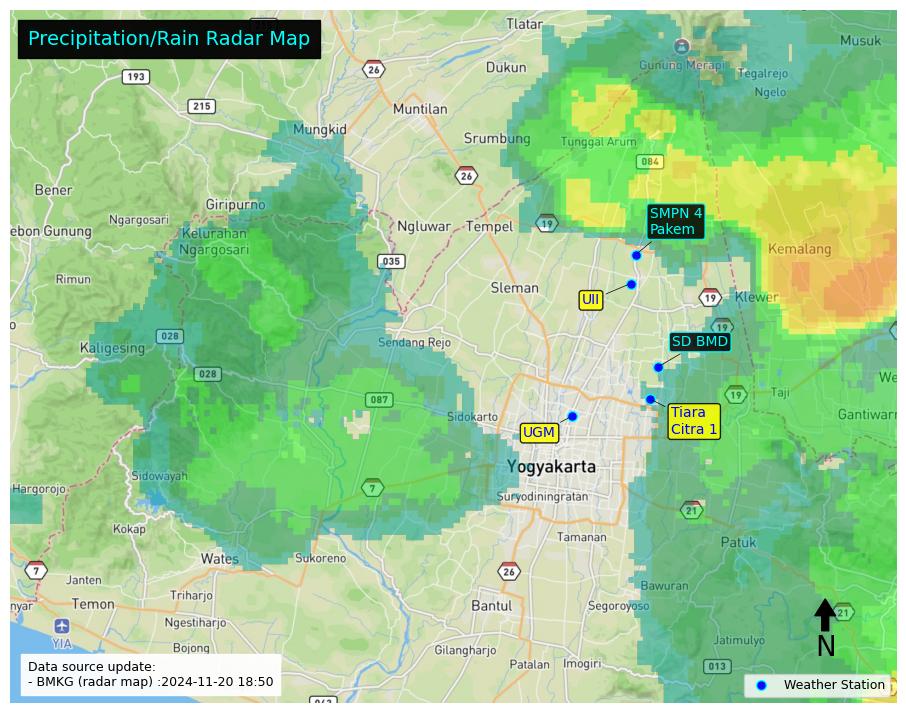 Precipitation/Rain Radar Map
Tlatar
Musuk
193
26
Dukun
Gunung Merapi
Tegalrejo
Ngelo
215
Muntilan
Mungkid
Srumbung
Tunggal Arum
084
26
Bener
Giripurno
Ngargosari
SMPN 4
Pakem
ebon Gunung
Kelurahan
Ngargosari
Ngluwar
Tempel
19
Kemalang
035
Rimun
Sleman
UII
19
Klewer
028
19
Kaligesing
Sendang Rejo
SD BMD
028
We
087
19
Taji
Sidokarto
Tiara
Citra 1
Gantiwar
UGM
Yogyakarta
Sidowayah
Hargorojo
7
Suryodiningratan
21
Kokap
Tamanan
Patuk
Wates
Sukoreno
7
26
Janten
Bawuran
nyar
Temon
Triharjo
Bantul
Segoroyoso
21
Ngestiharjo
YIA
Jatimulyo
N
Bojong
Gilangharjo
Patalan
Imogiri
013
Data source update:
- BMKG (radar map) :2024-11-20 18:50
Weather Station